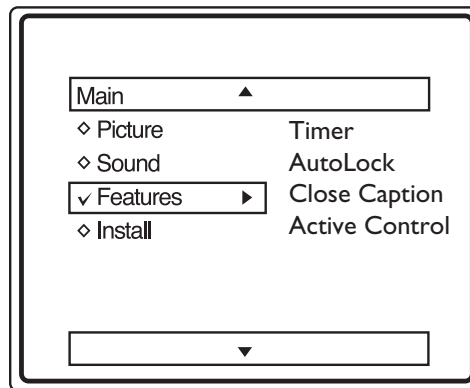 Main
Picture
Sound
Features
Install
Timer
AutoLock
Close Caption
Active Control